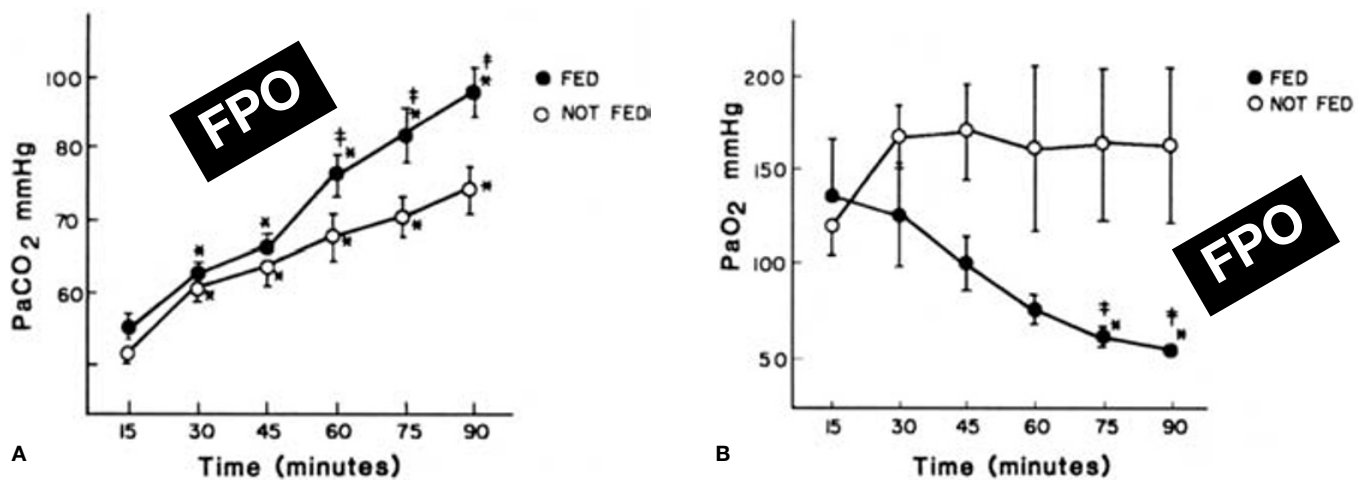 100
80
70
60
PaCO2 mmHg
FPO
FED
NOT FED
‡
*
‡
*
‡
*
*
*
*
*
*
*
*
15 30 45 60 75 90
Time (minutes)
A
200
150
100
50
PaO2 mmHg
FED
NOT FED
FPO
‡
*
‡
*
15 30 45 60 75 90
Time (minutes)
B